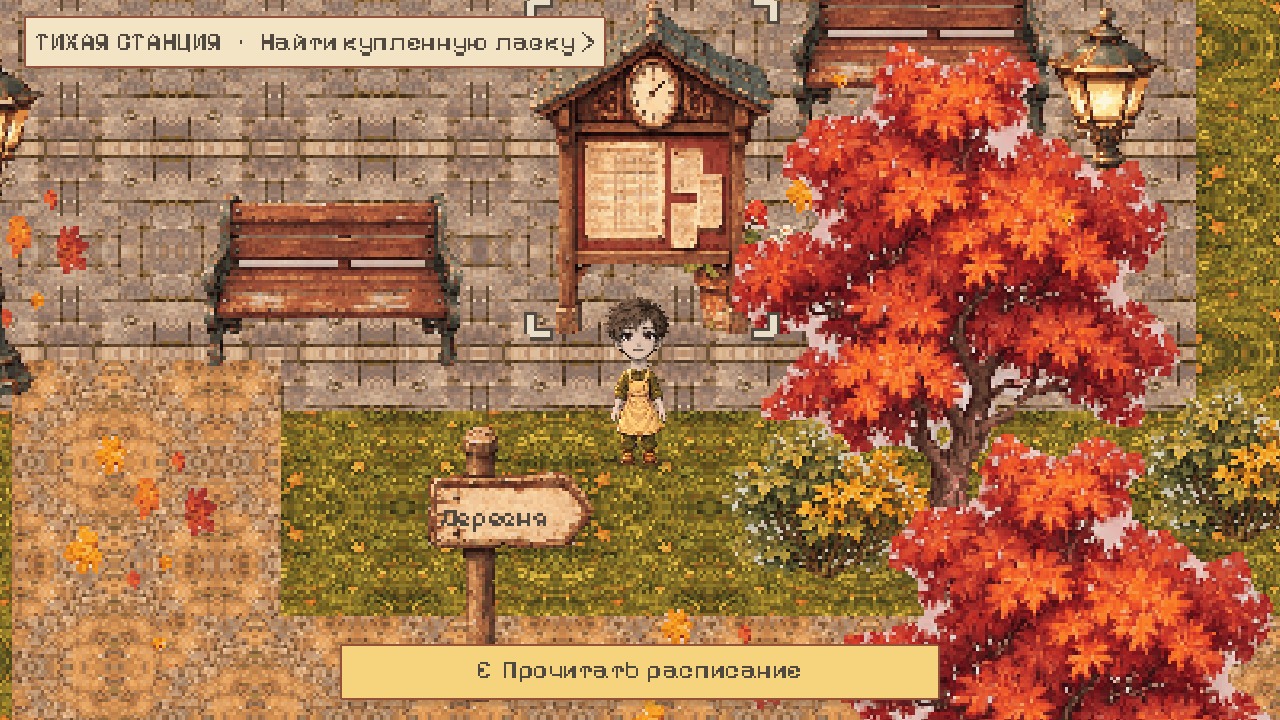 ТИХАЯ СТАНЦИЯ · Найти купленную лавку >
Деревня
E Прочитать расписание